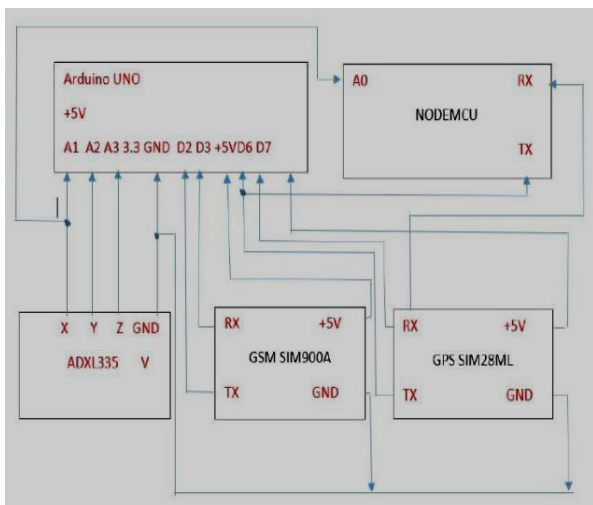 Arduino UNO
+5V
A1 A2 A3 3.3 GND D2 D3 +5VD6 D7
A0 RX
NODEMCU
TX
X Y Z GND
ADXL335 V
RX +5V
GSM SIM900A
TX GND
RX +5V
GPS SIM28ML
TX GND